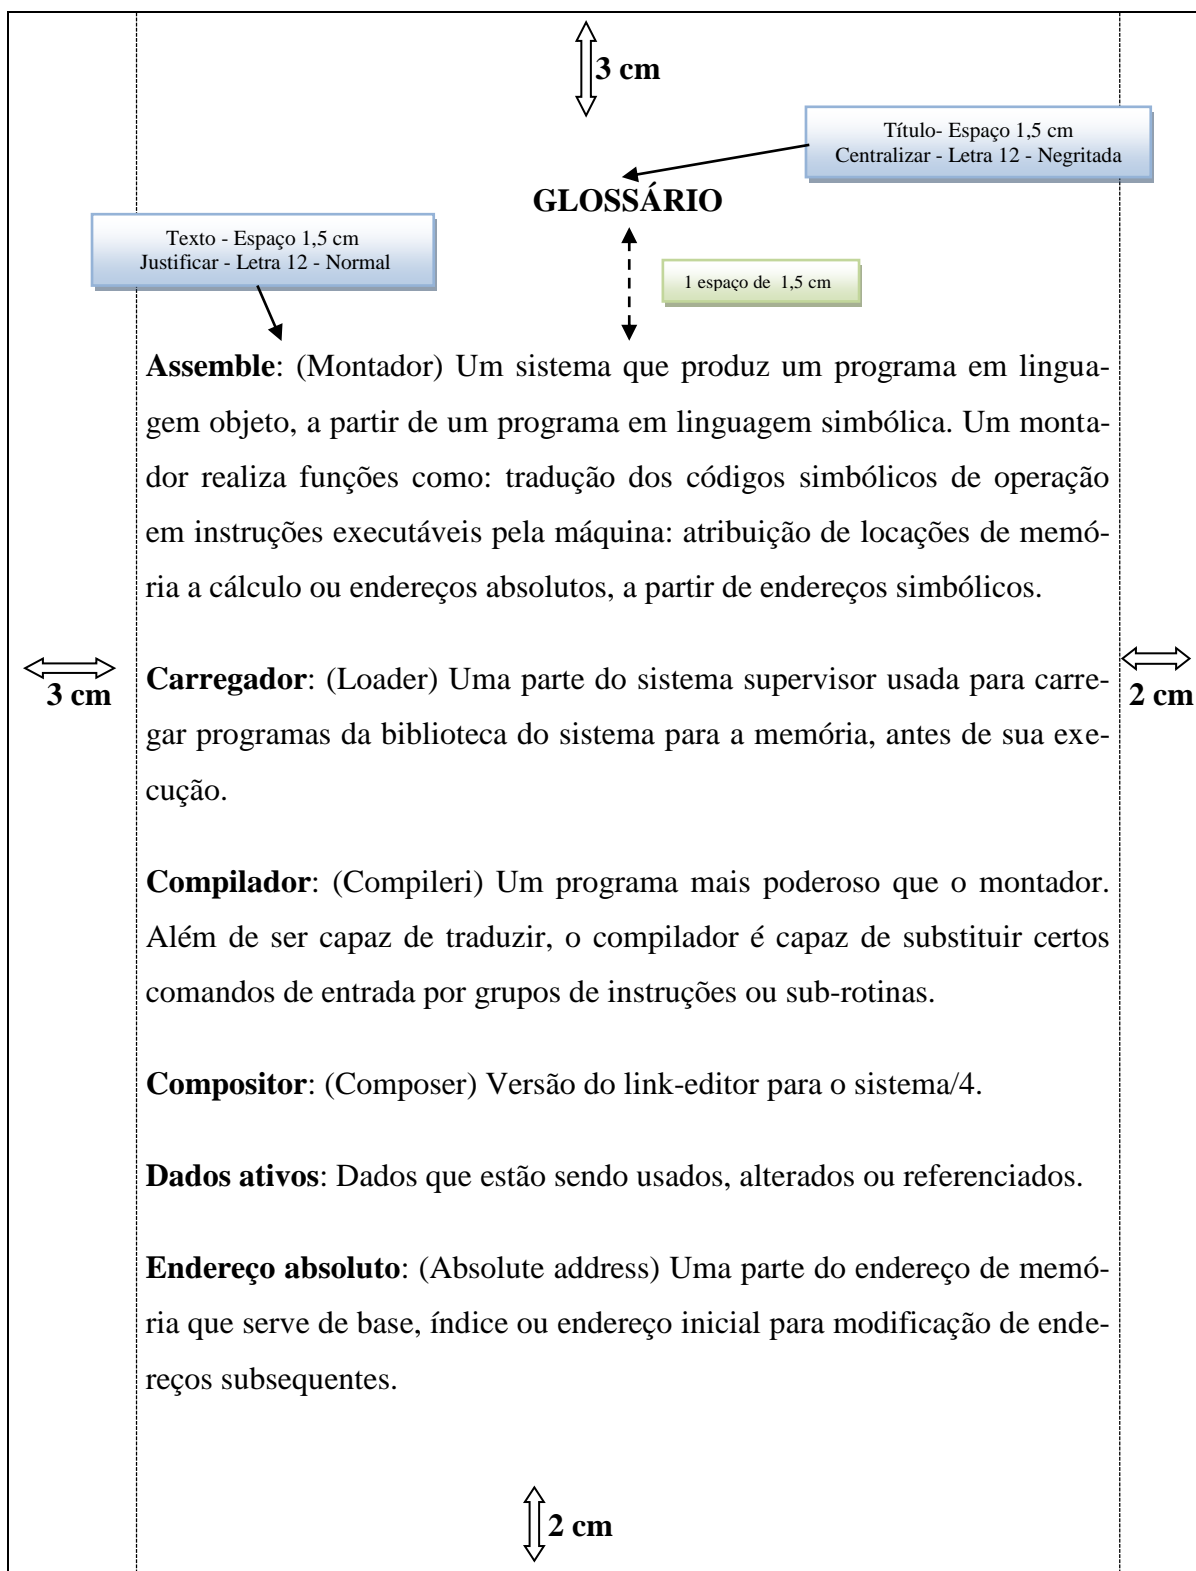 3 cm
Título- Espaço 1,5 cm
Centralizar - Letra 12 - Negritada
GLOSSÁRIO
Texto - Espaço 1,5 cm
Justificar - Letra 12 - Normal
1 espaço de 1,5 cm
Assemble: (Montador) Um sistema que produz um programa em lingua-
gem objeto, a partir de um programa em linguagem simbólica. Um monta-
dor realiza funções como: tradução dos códigos simbólicos de operação
em instruções executáveis pela máquina: atribuição de locações de memó-
ria a cálculo ou endereços absolutos, a partir de endereços simbólicos.
3 cm
2 cm
Carregador: (Loader) Uma parte do sistema supervisor usada para carre-
gar programas da biblioteca do sistema para a memória, antes de sua exe-
cução.
Compilador: (Compileri) Um programa mais poderoso que o montador.
Além de ser capaz de traduzir, o compilador é capaz de substituir certos
comandos de entrada por grupos de instruções ou sub-rotinas.
Compositor: (Composer) Versão do link-editor para o sistema/4.
Dados ativos: Dados que estão sendo usados, alterados ou referenciados.
Endereço absoluto: (Absolute address) Uma parte do endereço de memó-
ria que serve de base, índice ou endereço inicial para modificação de ende-
reços subsequentes.
2 cm